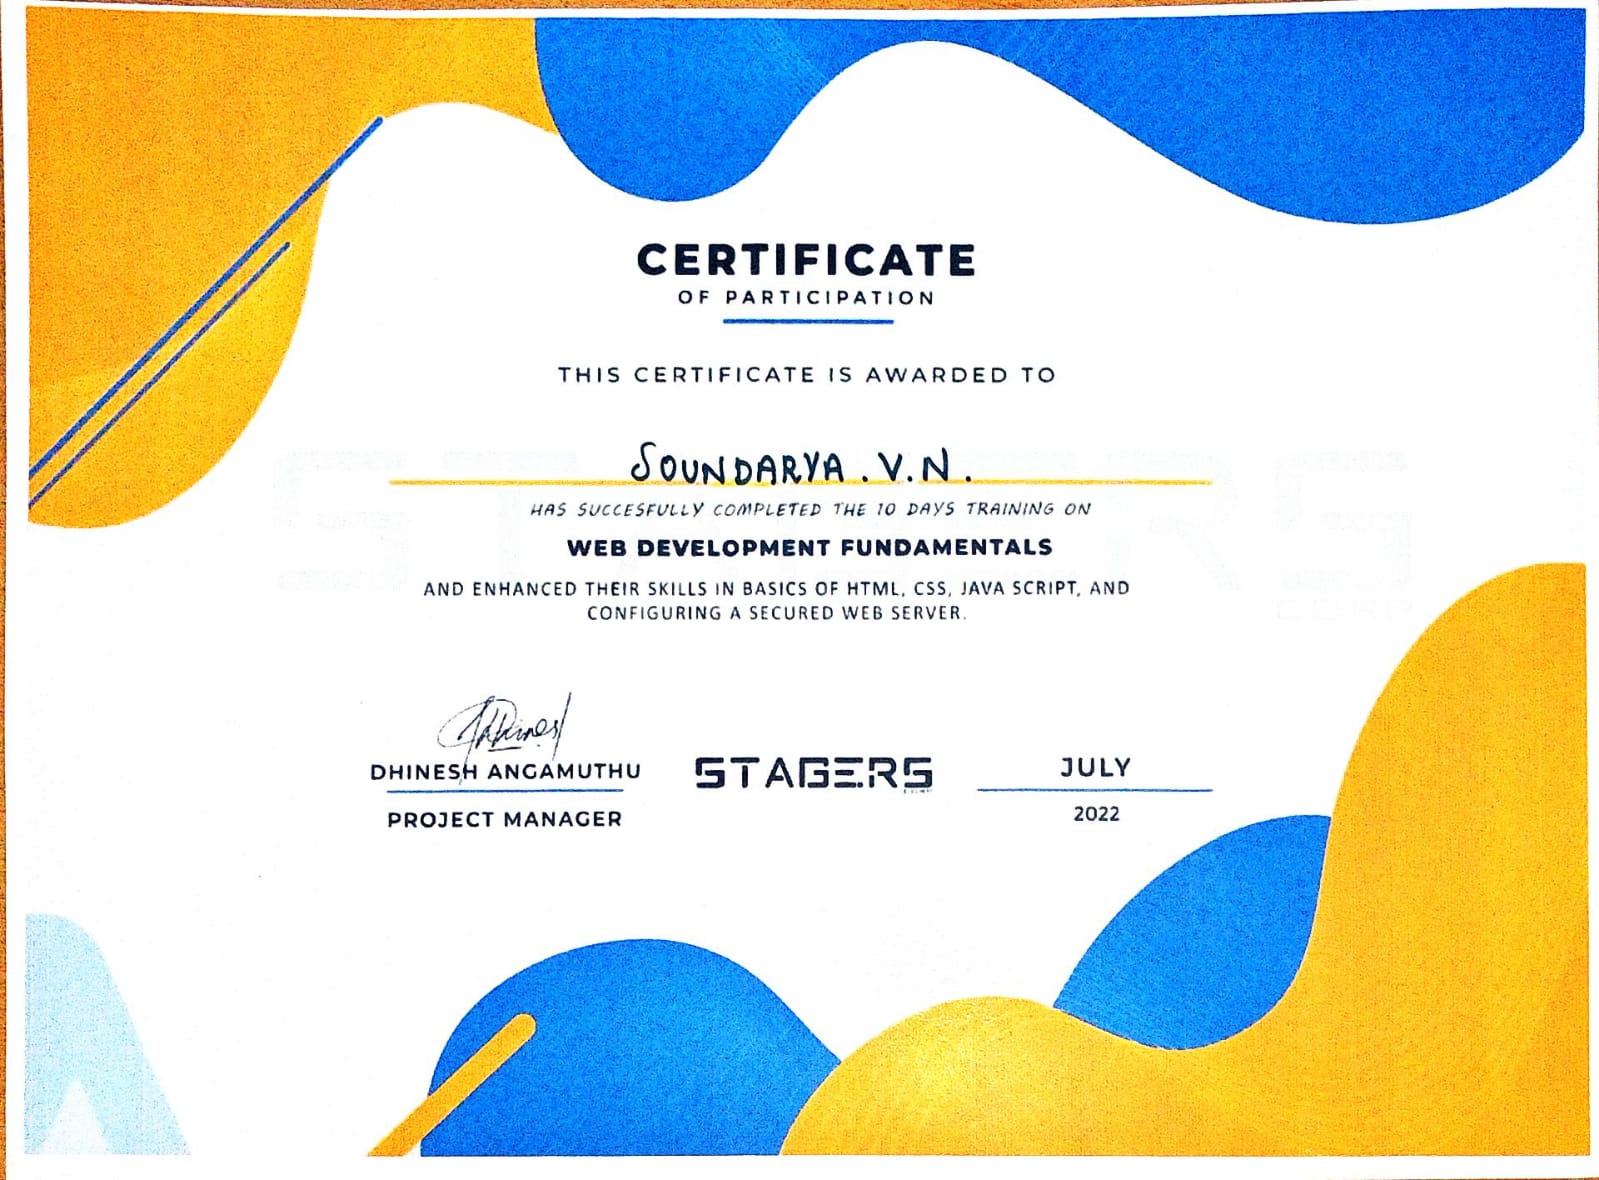 CERTIFICATE
OF PARTICIPATION
THIS CERTIFICATE IS AWARDED TO
SOUNDARYA.V.N.
HAS SUCCESFULLY COMPLETED THE 10 DAYS TRAINING ON
WEB DEVELOPMENT FUNDAMENTALS
AND ENHANCED THEIR SKILLS IN BASICS OF HTML, CSS, JAVA SCRIPT, AND
CONFIGURING A SECURED WEB SERVER.
DHINESH ANGAMUTHU
PROJECT MANAGER
STAGERS
JULY
2022